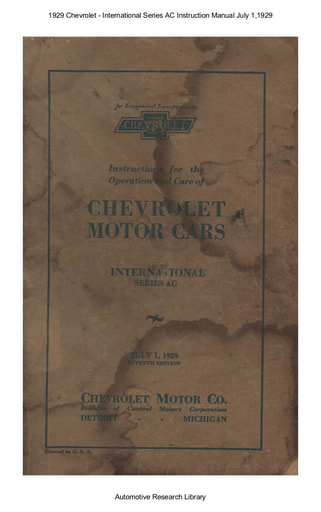 1929 Chevrolet - International Series AC Instruction Manual July 1,1929
for Economical Transportation
CHEVROLET
Instructions for the
Operation and Care of
CHEVROLET
MOTOR CARS
INTERNATIONAL
SERIES AC
JULY 1, 1929
SEVENTH EDITION
CHEVROLET MOTOR CO.
Division of General Motors Corporation
DETROIT - - MICHIGAN
Printed in U. S. A.
Automotive Research Library